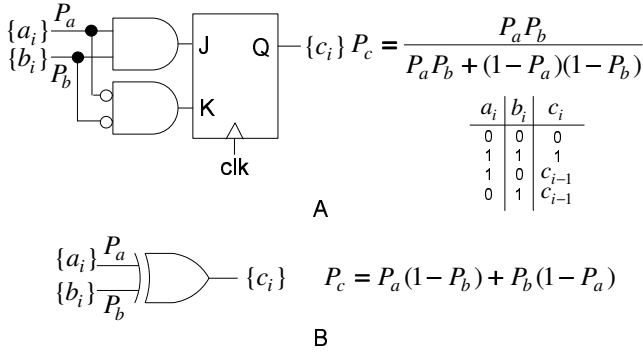 {a_i} P_a
{b_i} P_b
J Q
K
clk
{c_i} P_c = P_a P_b / (P_a P_b + (1−P_a)(1−P_b))
a_i b_i c_i
0 0 0
1 1 1
1 0 c_{i−1}
0 1 c_{i−1}
A
{a_i} P_a
{b_i} P_b
{c_i} P_c = P_a(1−P_b) + P_b(1−P_a)
B